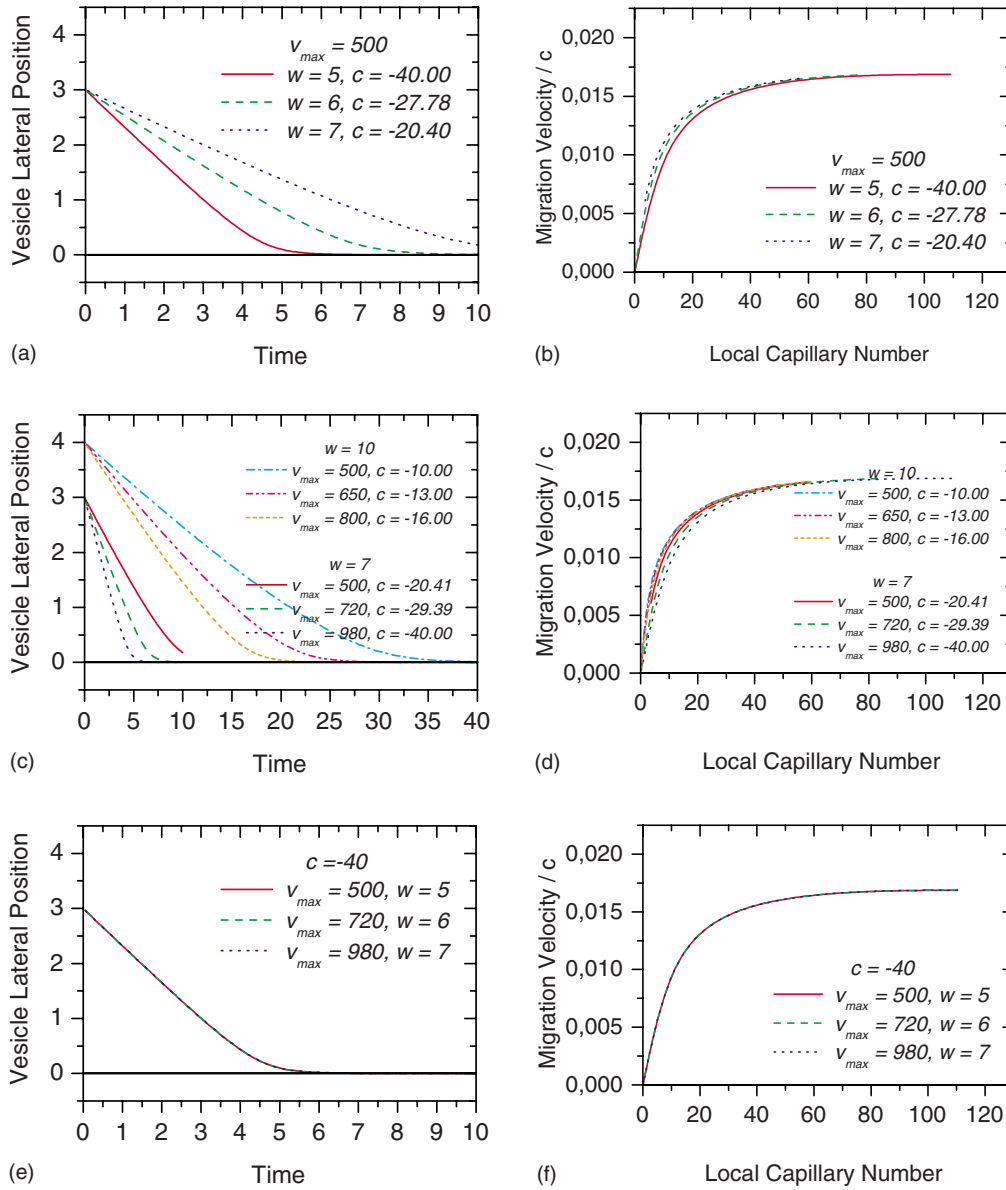 4
3
2
1
0
Vesicle Lateral Position
v_max = 500
w = 5, c = -40.00
w = 6, c = -27.78
w = 7, c = -20.40
0 1 2 3 4 5 6 7 8 9 10
(a)
Time
0,020
0,015
0,010
0,005
0,000
Migration Velocity / c
v_max = 500
w = 5, c = -40.00
w = 6, c = -27.78
w = 7, c = -20.40
0 20 40 60 80 100 120
(b)
Local Capillary Number
4
3
2
1
0
Vesicle Lateral Position
w = 10
v_max = 500, c = -10.00
v_max = 650, c = -13.00
v_max = 800, c = -16.00
w = 7
v_max = 500, c = -20.41
v_max = 720, c = -29.39
v_max = 980, c = -40.00
0 5 10 15 20 25 30 35 40
(c)
Time
0,020
0,015
0,010
0,005
0,000
Migration Velocity / c
w = 10
v_max = 500, c = -10.00
v_max = 650, c = -13.00
v_max = 800, c = -16.00
w = 7
v_max = 500, c = -20.41
v_max = 720, c = -29.39
v_max = 980, c = -40.00
0 20 40 60 80 100 120
(d)
Local Capillary Number
4
3
2
1
0
Vesicle Lateral Position
c =-40
v_max = 500, w = 5
v_max = 720, w = 6
v_max = 980, w = 7
0 1 2 3 4 5 6 7 8 9 10
(e)
Time
0,020
0,015
0,010
0,005
0,000
Migration Velocity / c
c = -40
v_max = 500, w = 5
v_max = 720, w = 6
v_max = 980, w = 7
0 20 40 60 80 100 120
(f)
Local Capillary Number